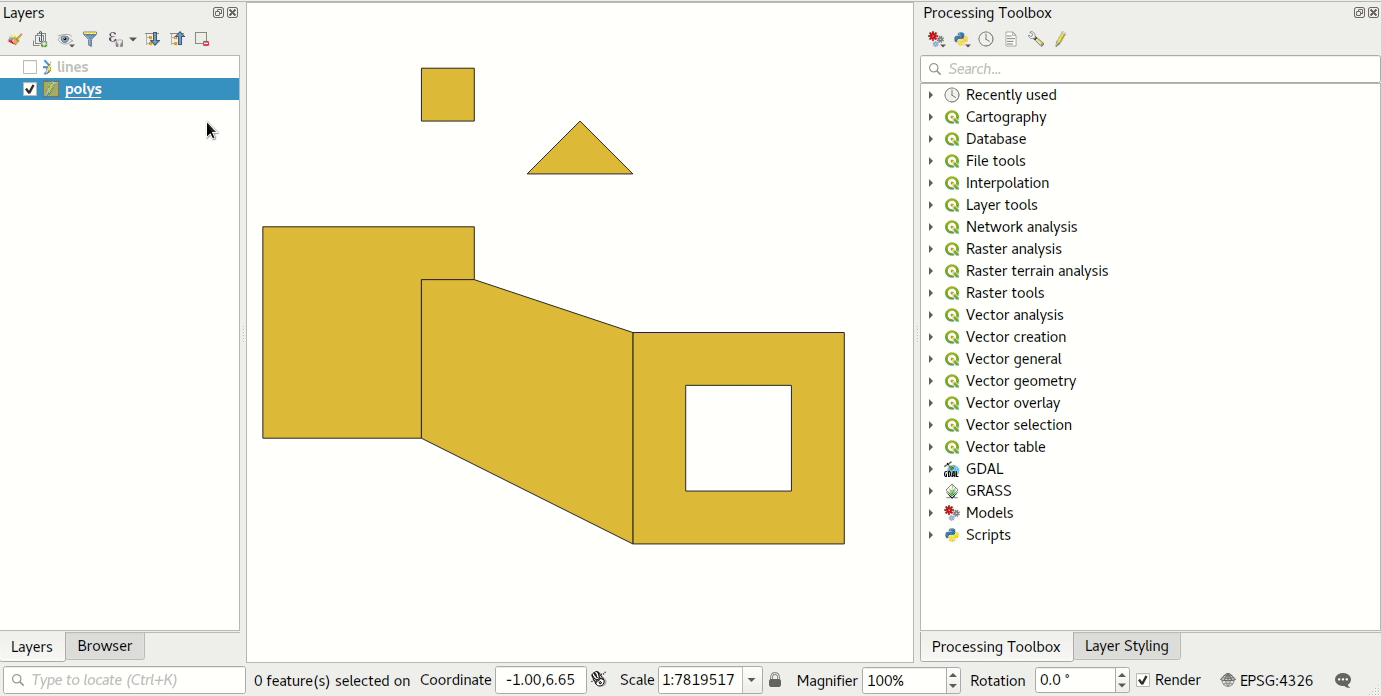 Layers
Processing Toolbox
lines
polys
Search...
Recently used
Cartography
Database
File tools
Interpolation
Layer tools
Network analysis
Raster analysis
Raster terrain analysis
Raster tools
Vector analysis
Vector creation
Vector general
Vector geometry
Vector overlay
Vector selection
Vector table
GDAL GDAL
GRASS
Models
Scripts
Layers Browser
Processing Toolbox Layer Styling
Type to locate (Ctrl+K) 0 feature(s) selected on Coordinate -1.00,6.65 Scale 1:7819517 Magnifier 100% Rotation 0.0 ° Render EPSG:4326